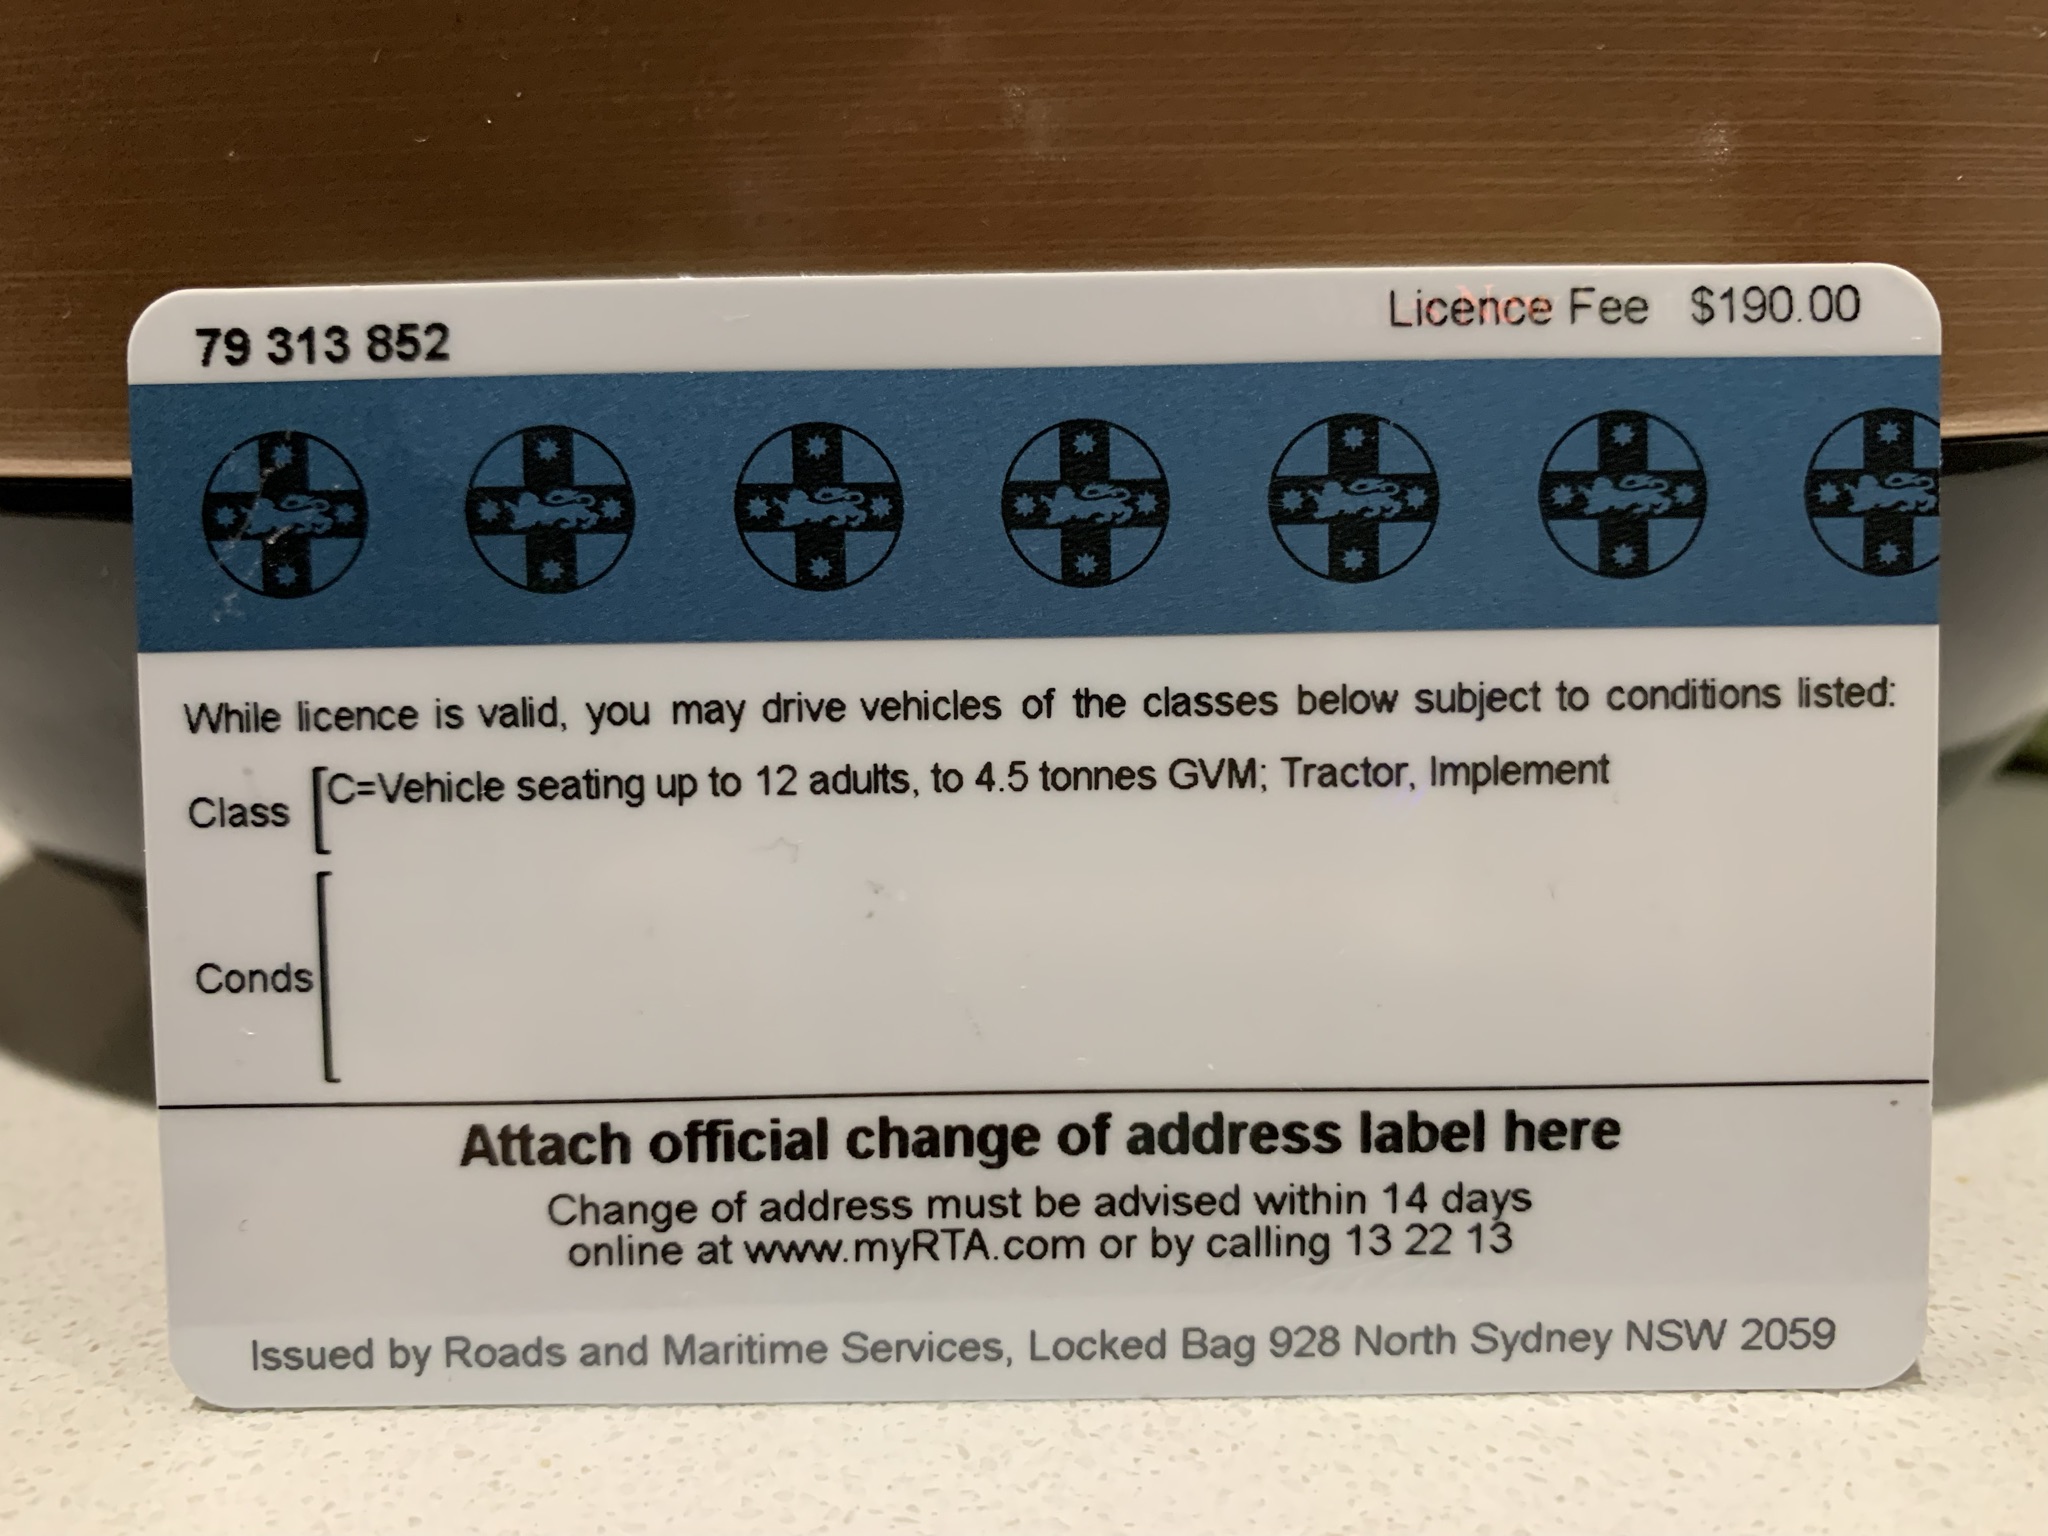 79 313 852
Licence Fee $190.00
While licence is valid, you may drive vehicles of the classes below subject to conditions listed:
Class [C=Vehicle seating up to 12 adults, to 4.5 tonnes GVM; Tractor, Implement
Conds [
Attach official change of address label here
Change of address must be advised within 14 days
online at www.myRTA.com or by calling 13 22 13
Issued by Roads and Maritime Services, Locked Bag 928 North Sydney NSW 2059